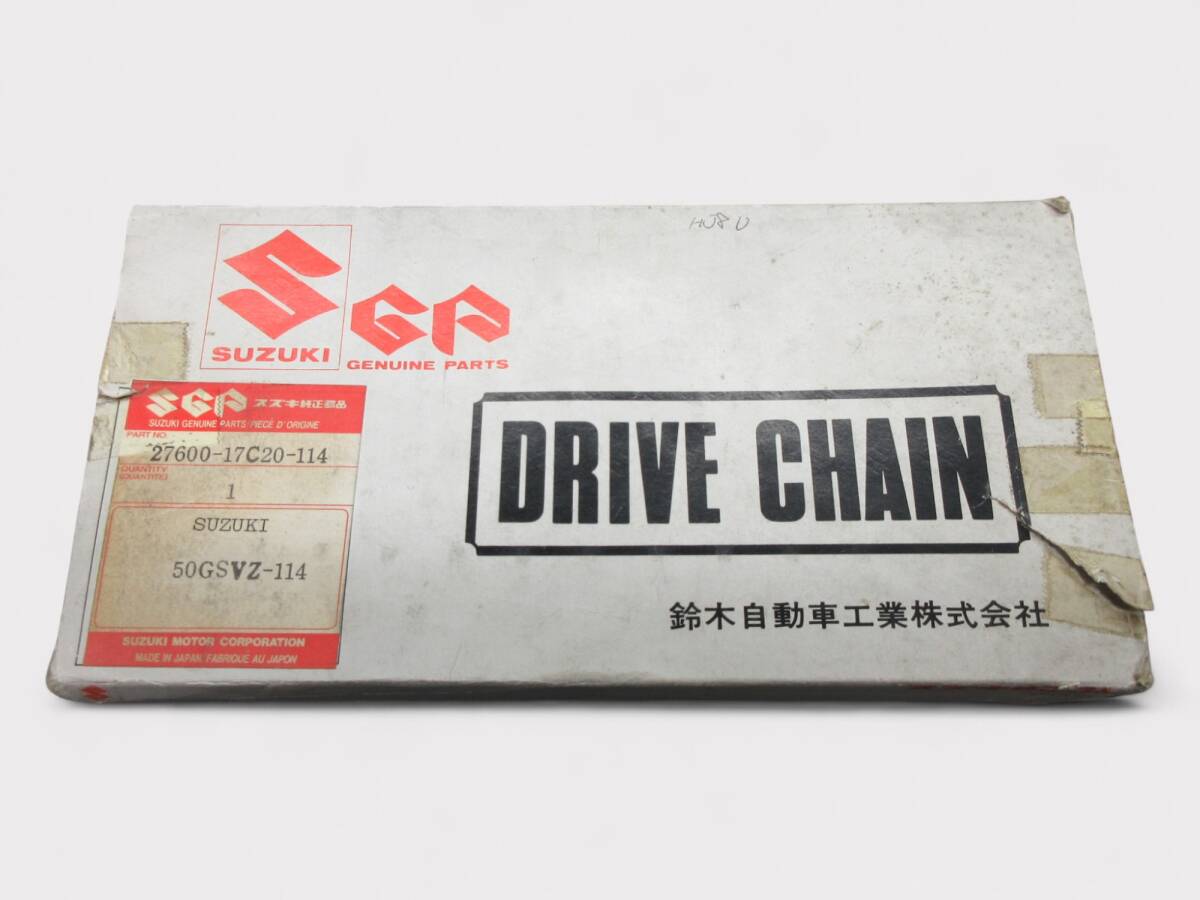 SUZUKI
SGP
GENUINE PARTS
SGP スズキ純正部品
SUZUKI GENUINE PARTS/PIECE D'ORIGINE
PART NO.
27600-17C20-114
QUANTITY
(QUANTITE)
1
SUZUKI
50GSVZ-114
SUZUKI MOTOR CORPORATION
MADE IN JAPAN/FABRIQUE AU JAPON
DRIVE CHAIN
鈴木自動車工業株式会社